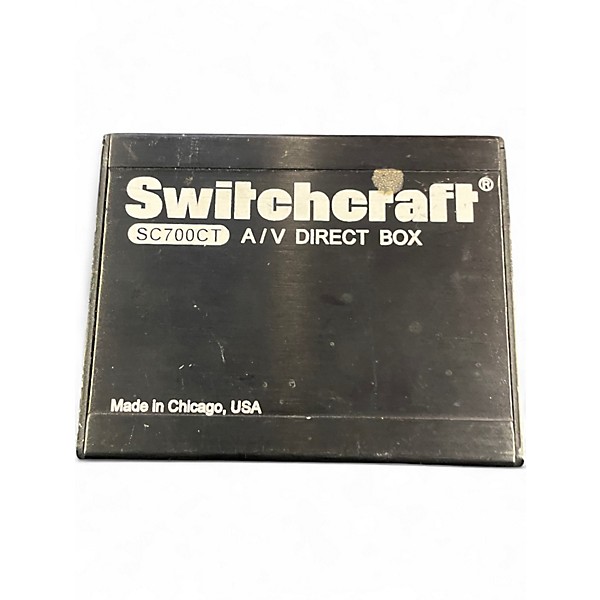 Switchcraft®
SC700CT A/V DIRECT BOX
Made in Chicago, USA